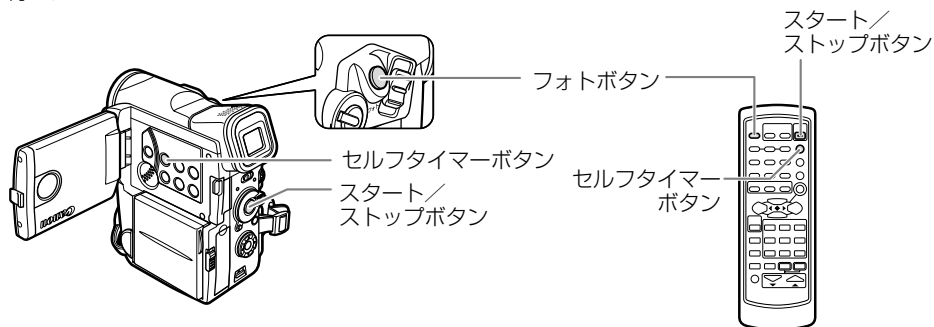 スタート／
ストップボタン
フォトボタン
セルフタイマーボタン
スタート／
ストップボタン
セルフタイマー
ボタン
Canon